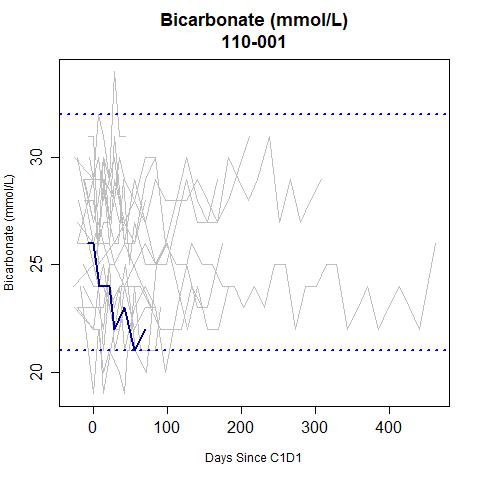 Bicarbonate (mmol/L)
110-001
Bicarbonate (mmol/L)
30
25
20
0 100 200 300 400
Days Since C1D1